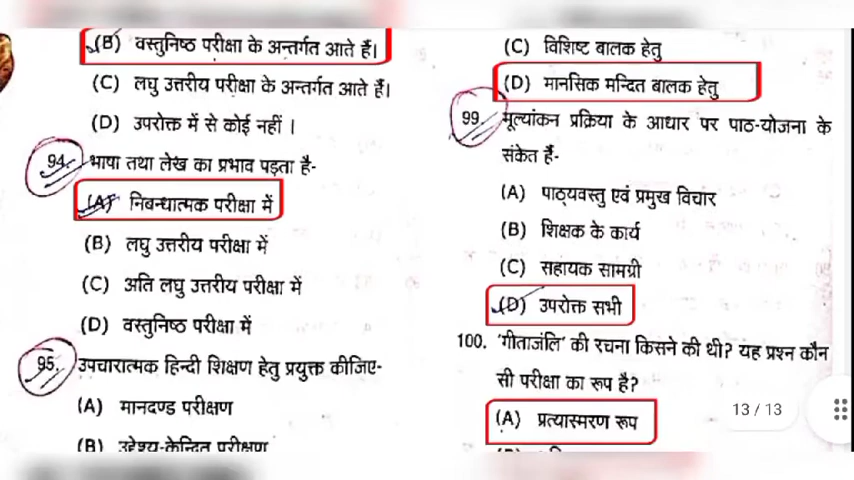 (B) वस्तुनिष्ठ परीक्षा के अन्तर्गत आते हैं।
(C) लघु उत्तरीय परीक्षा के अन्तर्गत आते हैं।
(D) उपरोक्त में से कोई नहीं ।
94. भाषा तथा लेख का प्रभाव पड़ता है-
(A) निबन्धात्मक परीक्षा में
(B) लघु उत्तरीय परीक्षा में
(C) अति लघु उत्तरीय परीक्षा में
(D) वस्तुनिष्ठ परीक्षा में
95. उपचारात्मक हिन्दी शिक्षण हेतु प्रयुक्त कीजिए-
(A) मानदण्ड परीक्षण
(B) उद्देश्य-केन्द्रित परीक्षण
(C) विशिष्ट बालक हेतु
(D) मानसिक मन्दित बालक हेतु
99. मूल्यांकन प्रक्रिया के आधार पर पाठ-योजना के
संकेत हैं-
(A) पाठ्यवस्तु एवं प्रमुख विचार
(B) शिक्षक के कार्य
(C) सहायक सामग्री
(D) उपरोक्त सभी
100. 'गीताजंलि' की रचना किसने की थी? यह प्रश्न कौन
सी परीक्षा का रूप है?
(A) प्रत्यास्मरण रूप
13 / 13